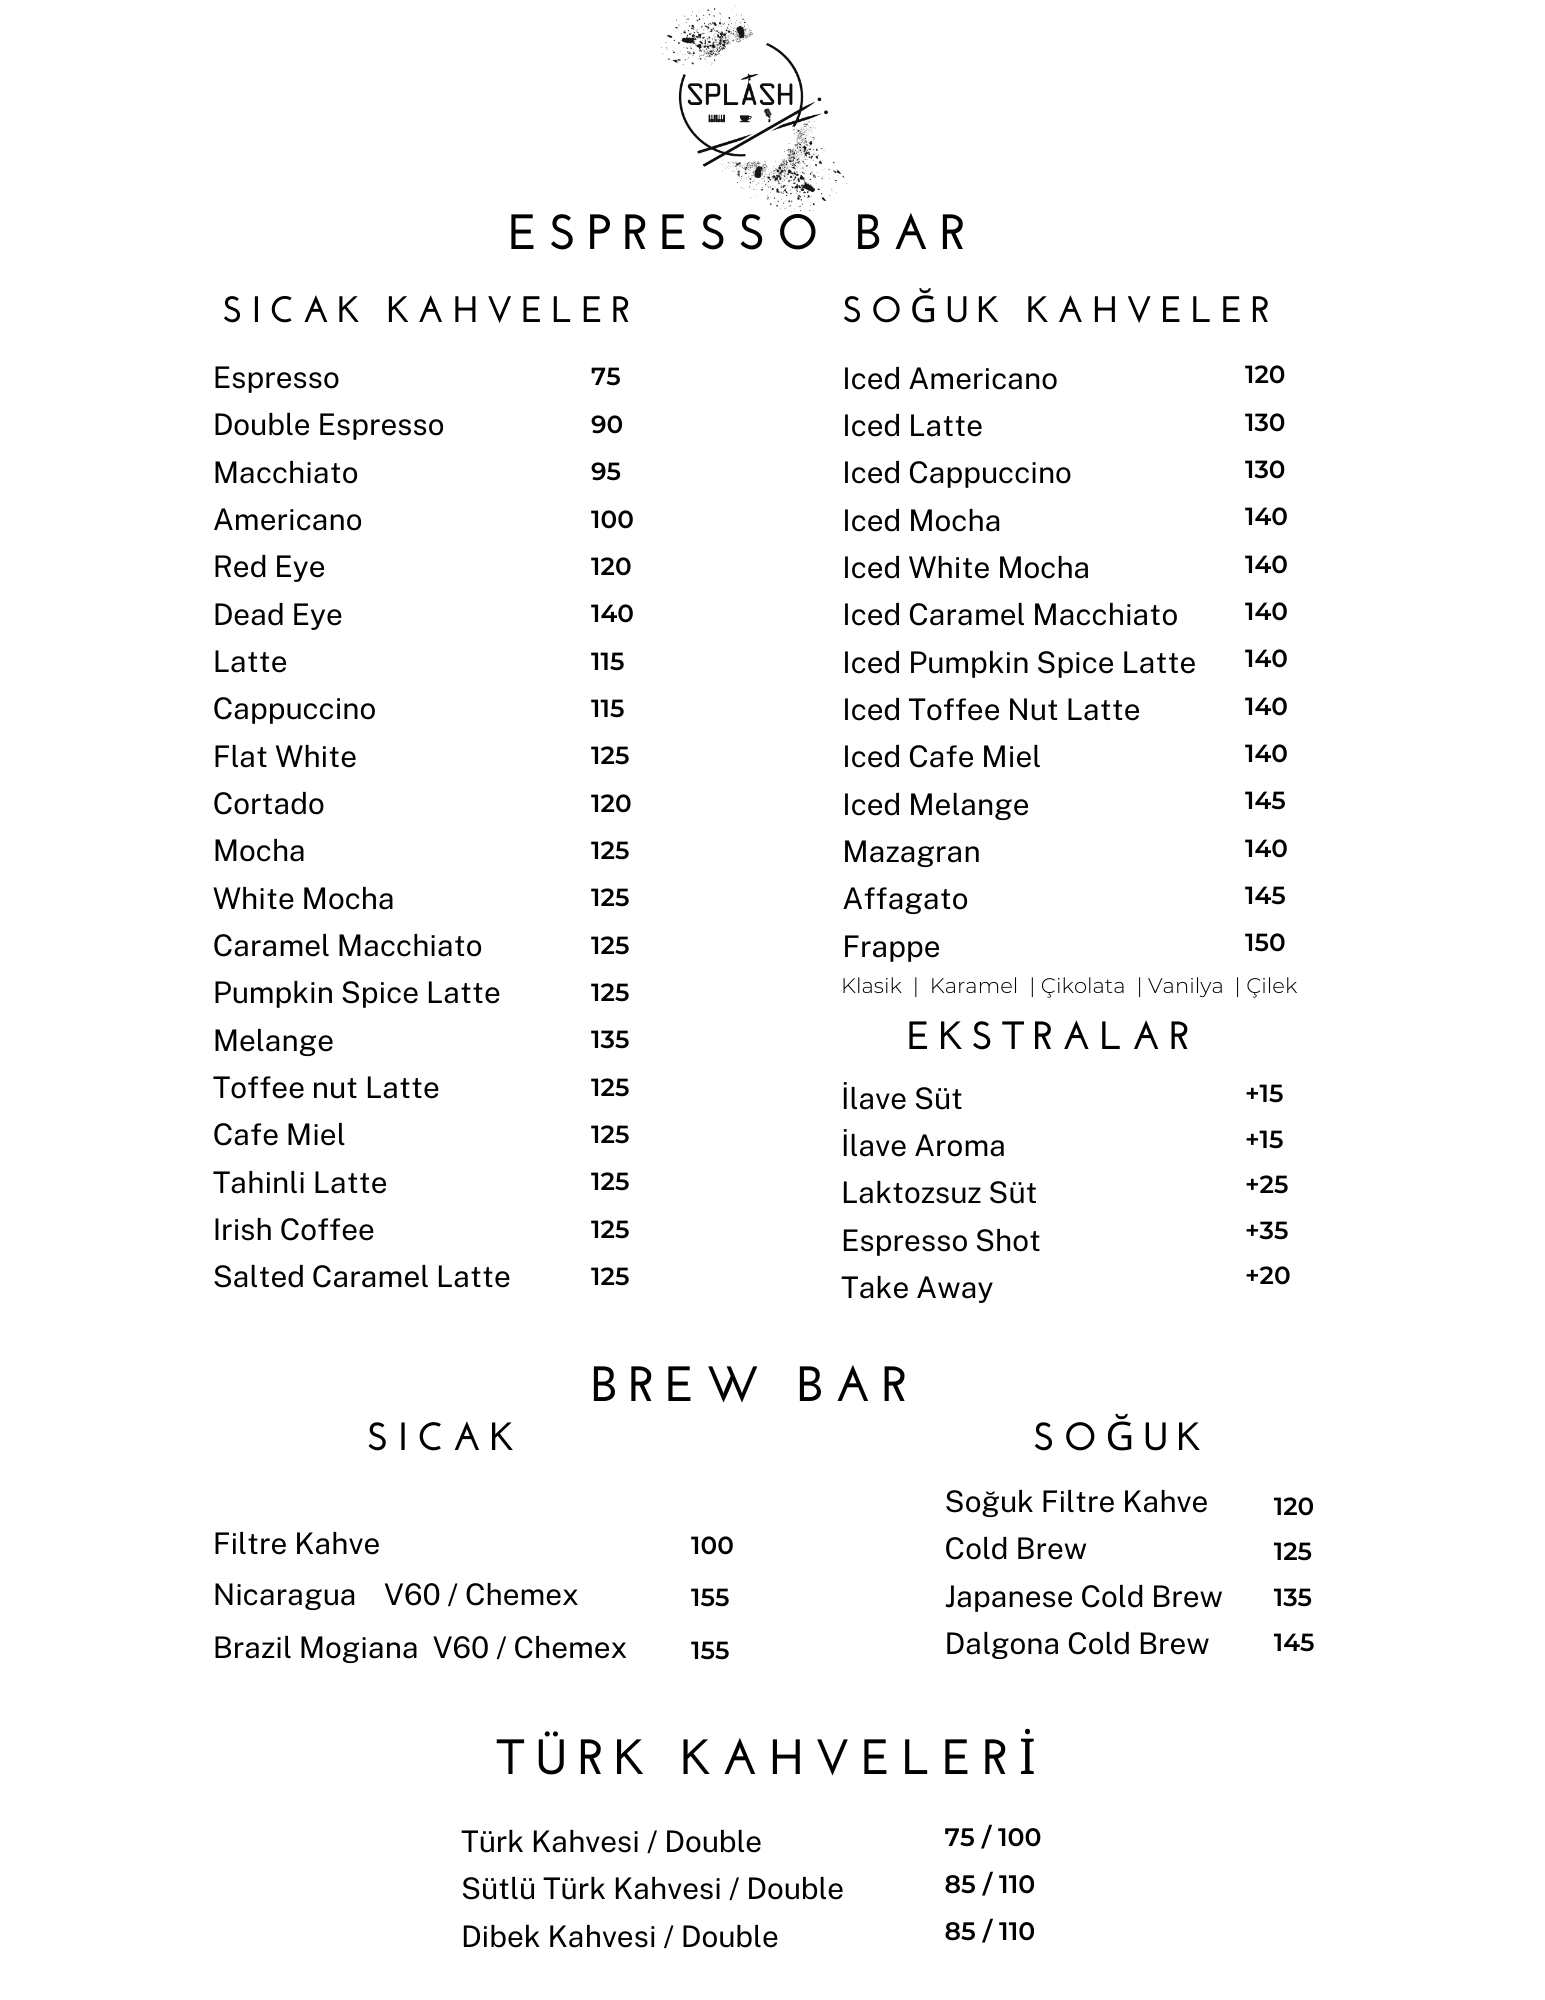 SPLASH
ESPRESSO BAR
SICAK KAHVELER
Espresso 75
Double Espresso 90
Macchiato 95
Americano 100
Red Eye 120
Dead Eye 140
Latte 115
Cappuccino 115
Flat White 125
Cortado 120
Mocha 125
White Mocha 125
Caramel Macchiato 125
Pumpkin Spice Latte 125
Melange 135
Toffee nut Latte 125
Cafe Miel 125
Tahinli Latte 125
Irish Coffee 125
Salted Caramel Latte 125
SOĞUK KAHVELER
Iced Americano 120
Iced Latte 130
Iced Cappuccino 130
Iced Mocha 140
Iced White Mocha 140
Iced Caramel Macchiato 140
Iced Pumpkin Spice Latte 140
Iced Toffee Nut Latte 140
Iced Cafe Miel 140
Iced Melange 145
Mazagran 140
Affagato 145
Frappe 150
Klasik | Karamel | Çikolata | Vanilya | Çilek
EKSTRALAR
İlave Süt +15
İlave Aroma +15
Laktozsuz Süt +25
Espresso Shot +35
Take Away +20
BREW BAR
SICAK
Filtre Kahve 100
Nicaragua V60 / Chemex 155
Brazil Mogiana V60 / Chemex 155
SOĞUK
Soğuk Filtre Kahve 120
Cold Brew 125
Japanese Cold Brew 135
Dalgona Cold Brew 145
TÜRK KAHVELERİ
Türk Kahvesi / Double 75 / 100
Sütlü Türk Kahvesi / Double 85 / 110
Dibek Kahvesi / Double 85 / 110